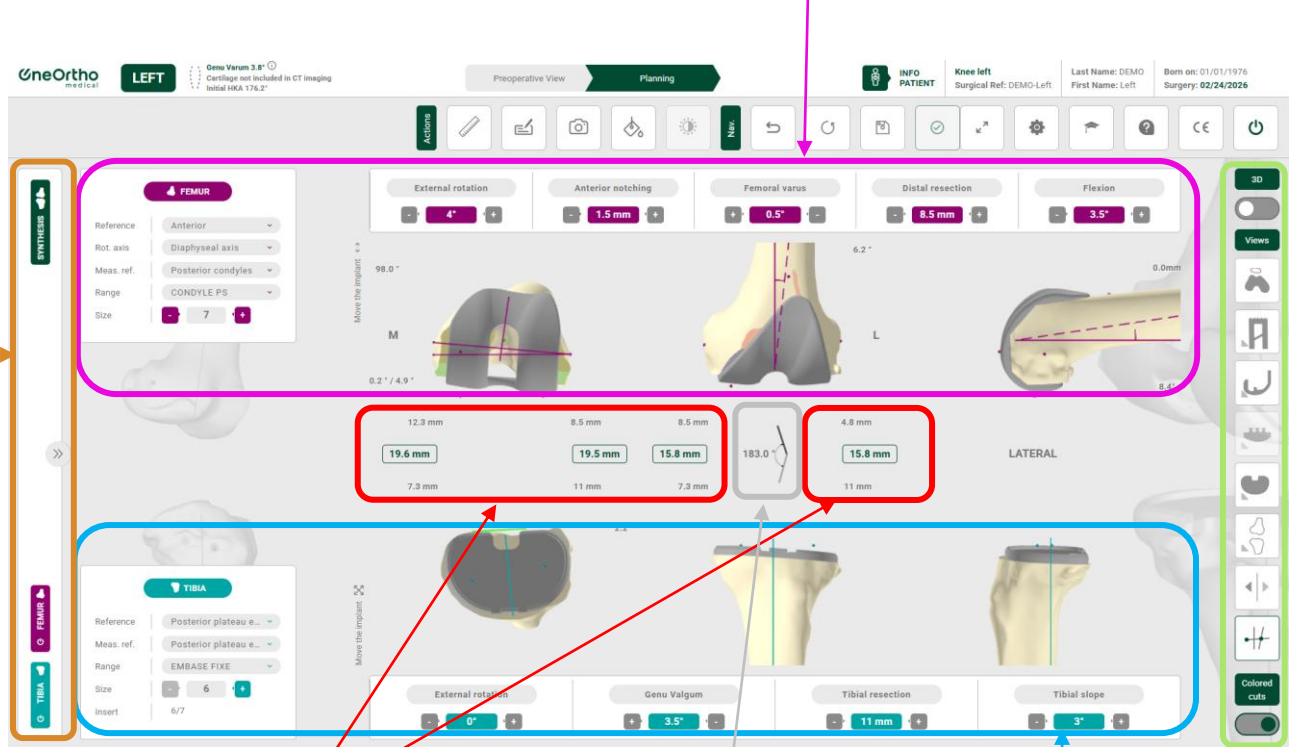 OneOrtho
medical
LEFT
Genu Varum 3.8°
Cartilage not included in CT imaging
Initial HKA 176.2°
Preoperative View
Planning
INFO
PATIENT
Knee left
Surgical Ref: DEMO-Left
Last Name: DEMO
First Name: Left
Born on: 01/01/1976
Surgery: 02/24/2026
Actions
Nav.
CE
SYNTHESIS
FEMUR
TIBIA
FEMUR
Reference Anterior
Rot. axis Diaphyseal axis
Meas. ref. Posterior condyles
Range CONDYLE PS
Size - 7 +
External rotation
- 4° +
Anterior notching
- 1.5 mm +
Femoral varus
+ 0.5° -
Distal resection
- 8.5 mm +
Flexion
- 3.5° +
Move the implant
98.0 °
M
0.2 ° / 4.9 °
6.2 °
L
0.0mm
8.4°
12.3 mm 8.5 mm 8.5 mm 4.8 mm
19.6 mm 19.5 mm 15.8 mm 183.0 ° 15.8 mm LATERAL
7.3 mm 11 mm 7.3 mm 11 mm
TIBIA
Reference Posterior plateau e...
Meas. ref. Posterior plateau e...
Range EMBASE FIXE
Size - 6 +
Insert 6/7
Move the implant
External rotation
- 0° +
Genu Valgum
+ 3.5° -
Tibial resection
- 11 mm +
Tibial slope
- 3° +
3D
Views
Colored
cuts